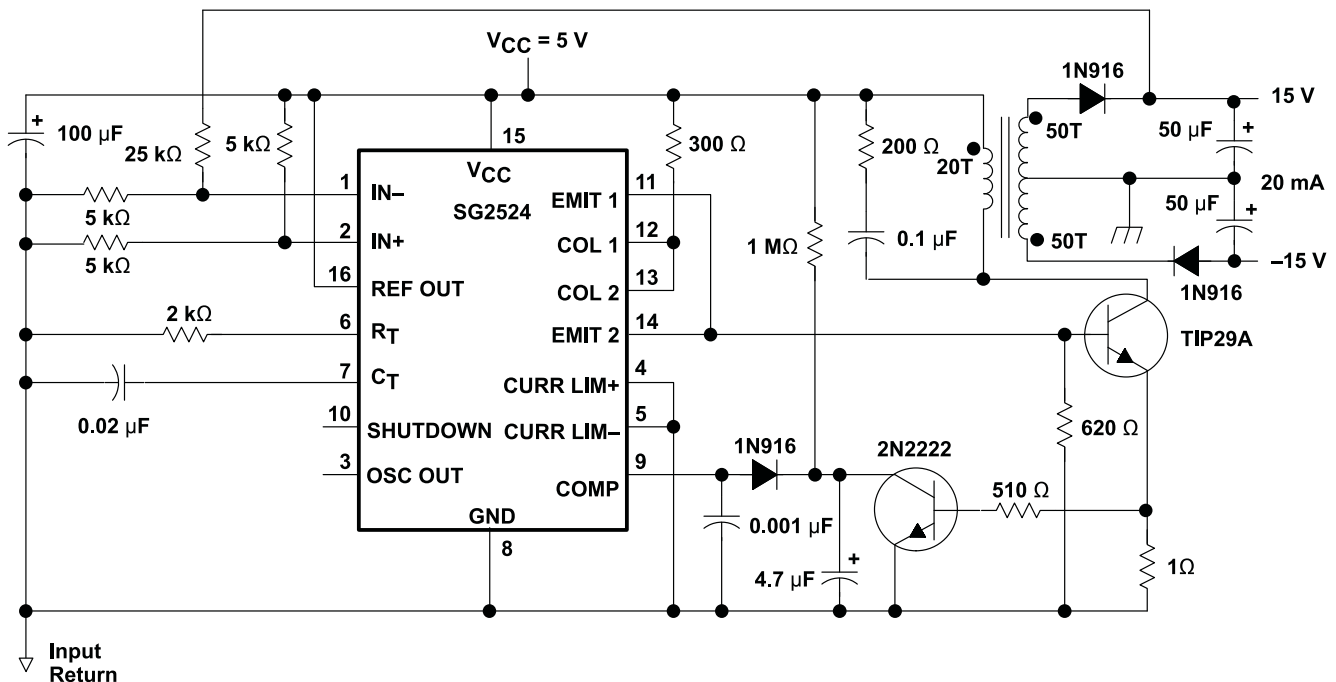 VCC = 5 V
1N916
15 V
50T
50 µF
+
100 µF
+
25 kΩ
5 kΩ
15
VCC
SG2524
300 Ω
200 Ω
20T
20 mA
1
IN–
EMIT 1
11
5 kΩ
2
IN+
COL 1
12
1 MΩ
0.1 µF
50T
50 µF
+
–15 V
5 kΩ
16
REF OUT
COL 2
13
1N916
2 kΩ
6
RT
EMIT 2
14
TIP29A
7
CT
CURR LIM+
4
0.02 µF
10
SHUTDOWN
CURR LIM–
5
1N916
2N2222
620 Ω
3
OSC OUT
COMP
9
510 Ω
GND
8
0.001 µF
4.7 µF
+
1Ω
Input
Return